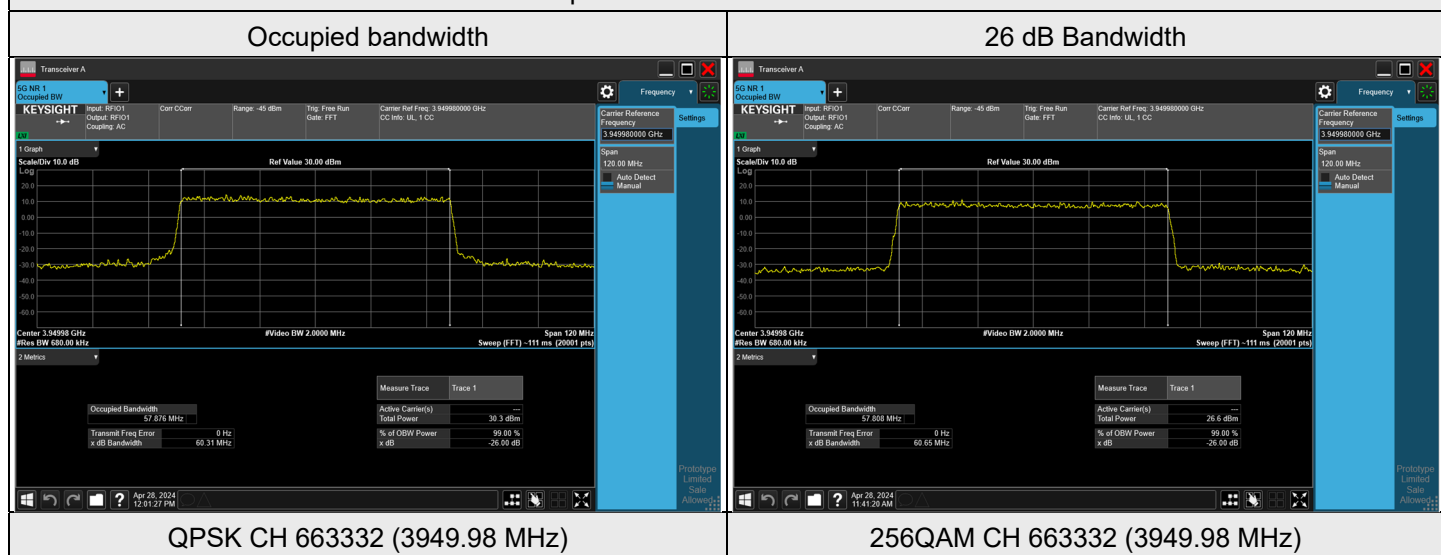 Occupied bandwidth
26 dB Bandwidth
Transceiver A
5G NR 1
Occupied BW
+
Frequency
KEYSIGHT
Input: RFIO1
Output: RFIO1
Coupling: AC
Corr CCorr
Range: -45 dBm
Trig: Free Run
Gate: FFT
Carrier Ref Freq: 3.949980000 GHz
CC Info: UL, 1 CC
LXI
Carrier Reference
Frequency
3.949980000 GHz
Settings
Span
120.00 MHz
Auto Detect
Manual
1 Graph
Scale/Div 10.0 dB
Ref Value 30.00 dBm
Log
20.0
10.0
0.00
-10.0
-20.0
-30.0
-40.0
-50.0
-60.0
Center 3.94998 GHz
#Video BW 2.0000 MHz
Span 120 MHz
#Res BW 680.00 kHz
Sweep (FFT) ~111 ms (20001 pts)
2 Metrics
Measure Trace Trace 1
Occupied Bandwidth
57.876 MHz
Active Carrier(s) ---
Total Power 30.3 dBm
Transmit Freq Error 0 Hz
x dB Bandwidth 60.31 MHz
% of OBW Power 99.00 %
x dB -26.00 dB
Prototype
Limited
Sale
Allowed
?
Apr 28, 2024
12:01:27 PM
Transceiver A
5G NR 1
Occupied BW
+
Frequency
KEYSIGHT
Input: RFIO1
Output: RFIO1
Coupling: AC
Corr CCorr
Range: -45 dBm
Trig: Free Run
Gate: FFT
Carrier Ref Freq: 3.949980000 GHz
CC Info: UL, 1 CC
LXI
Carrier Reference
Frequency
3.949980000 GHz
Settings
Span
120.00 MHz
Auto Detect
Manual
1 Graph
Scale/Div 10.0 dB
Ref Value 30.00 dBm
Log
20.0
10.0
0.00
-10.0
-20.0
-30.0
-40.0
-50.0
-60.0
Center 3.94998 GHz
#Video BW 2.0000 MHz
Span 120 MHz
#Res BW 680.00 kHz
Sweep (FFT) ~111 ms (20001 pts)
2 Metrics
Measure Trace Trace 1
Occupied Bandwidth
57.808 MHz
Active Carrier(s) ---
Total Power 26.6 dBm
Transmit Freq Error 0 Hz
x dB Bandwidth 60.65 MHz
% of OBW Power 99.00 %
x dB -26.00 dB
Prototype
Limited
Sale
Allowed
?
Apr 28, 2024
11:41:20 AM
QPSK CH 663332 (3949.98 MHz)
256QAM CH 663332 (3949.98 MHz)